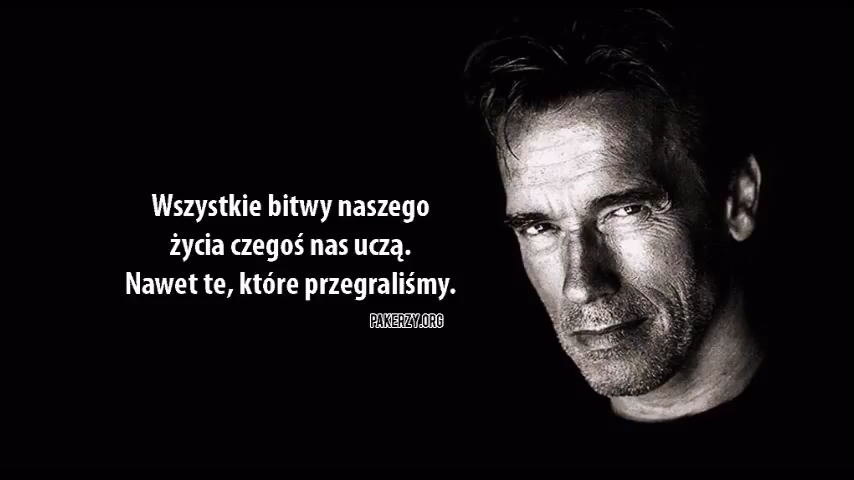 Wszystkie bitwy naszego
życia czegoś nas uczą.
Nawet te, które przegraliśmy.
PAKERZY.ORG